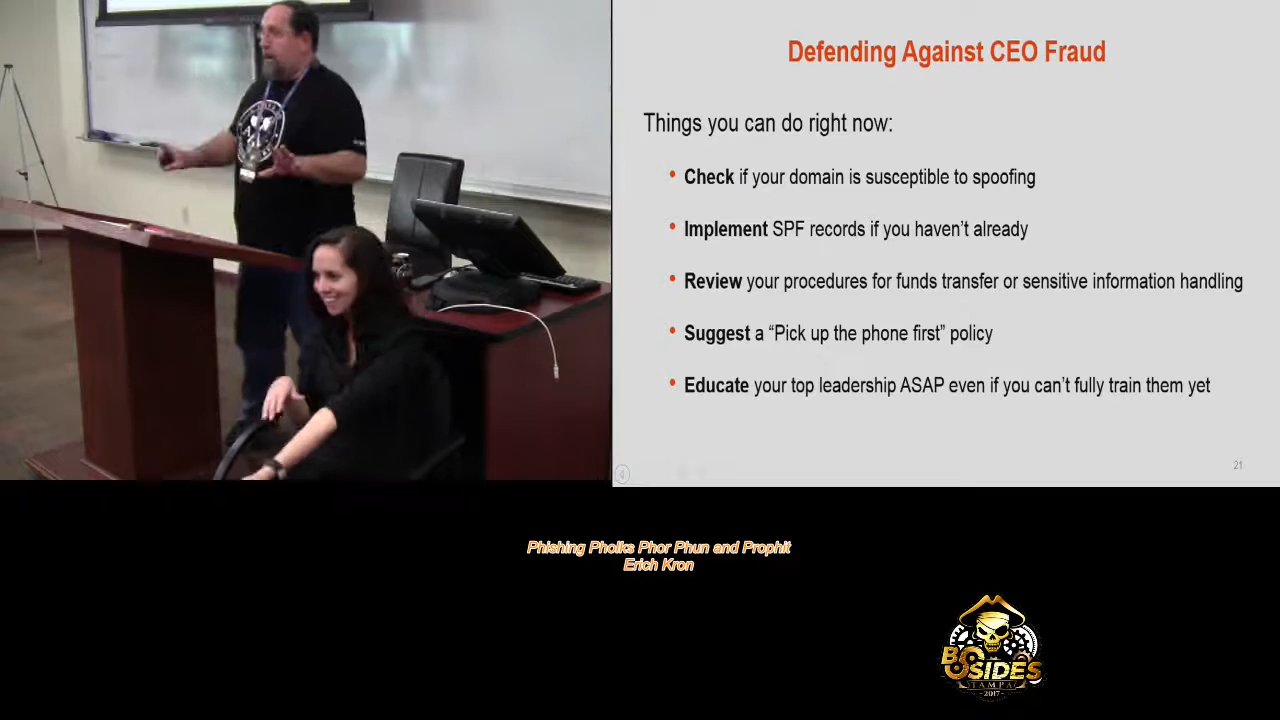 Defending Against CEO Fraud
Things you can do right now:
• Check if your domain is susceptible to spoofing
• Implement SPF records if you haven’t already
• Review your procedures for funds transfer or sensitive information handling
• Suggest a “Pick up the phone first” policy
• Educate your top leadership ASAP even if you can’t fully train them yet
21
Phishing Pholks Phor Phun and Prophit
Erich Kron
BSIDES
TAMPA
2017